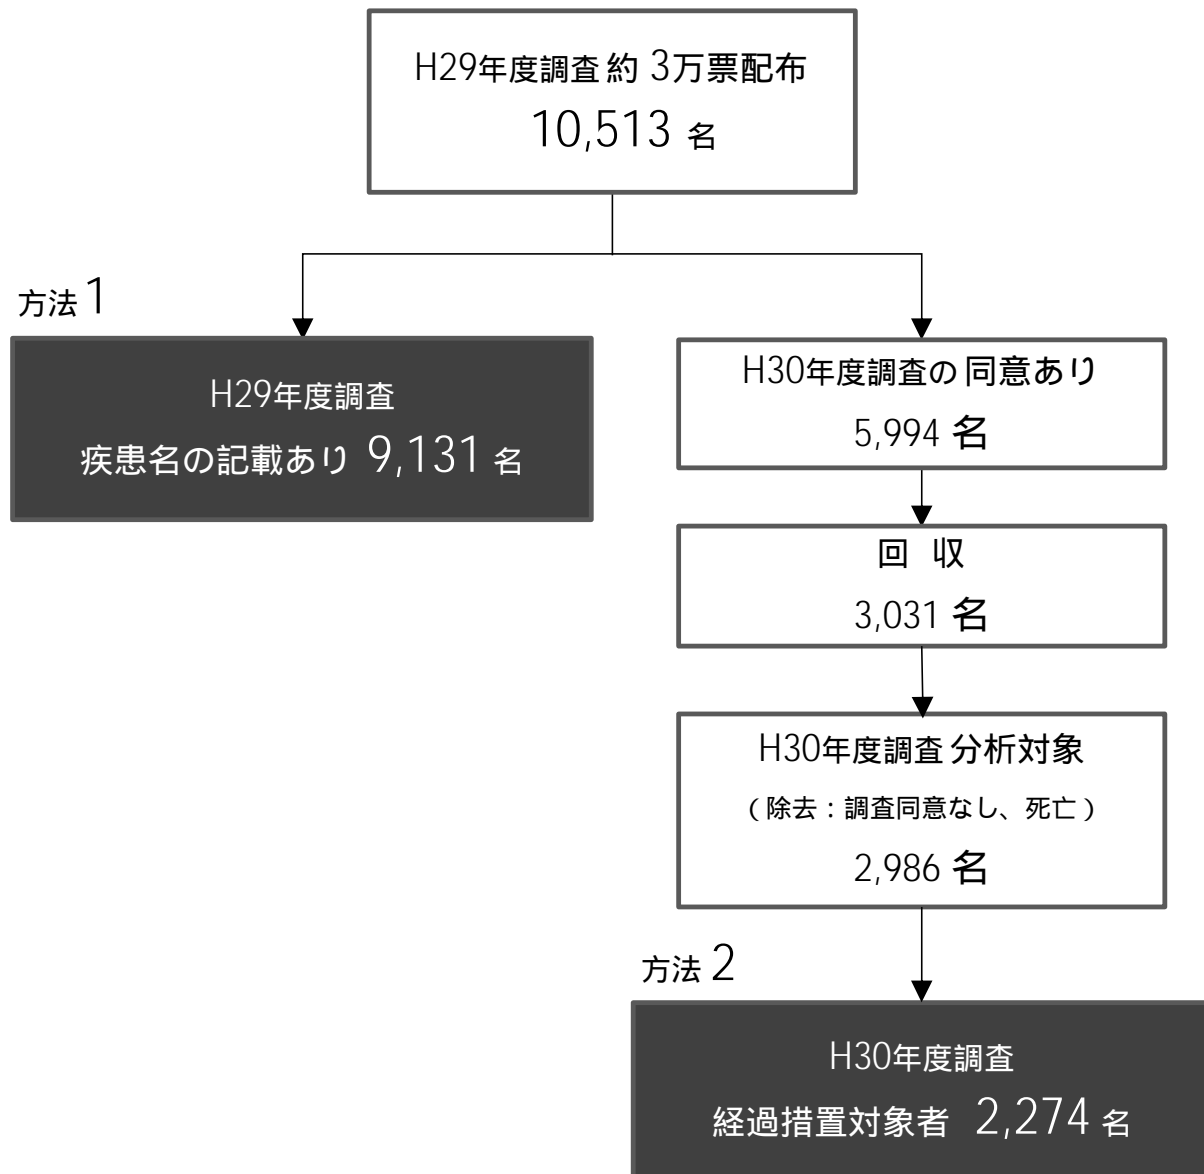 H29年度調査 約 3万票配布
10,513 名
方法 1
H29年度調査
疾患名の記載あり 9,131 名
H30年度調査の 同意あり
5,994 名
回 収
3,031 名
H30年度調査 分析対象
(除去:調査同意なし、死亡)
2,986 名
方法 2
H30年度調査
経過措置対象者 2,274 名